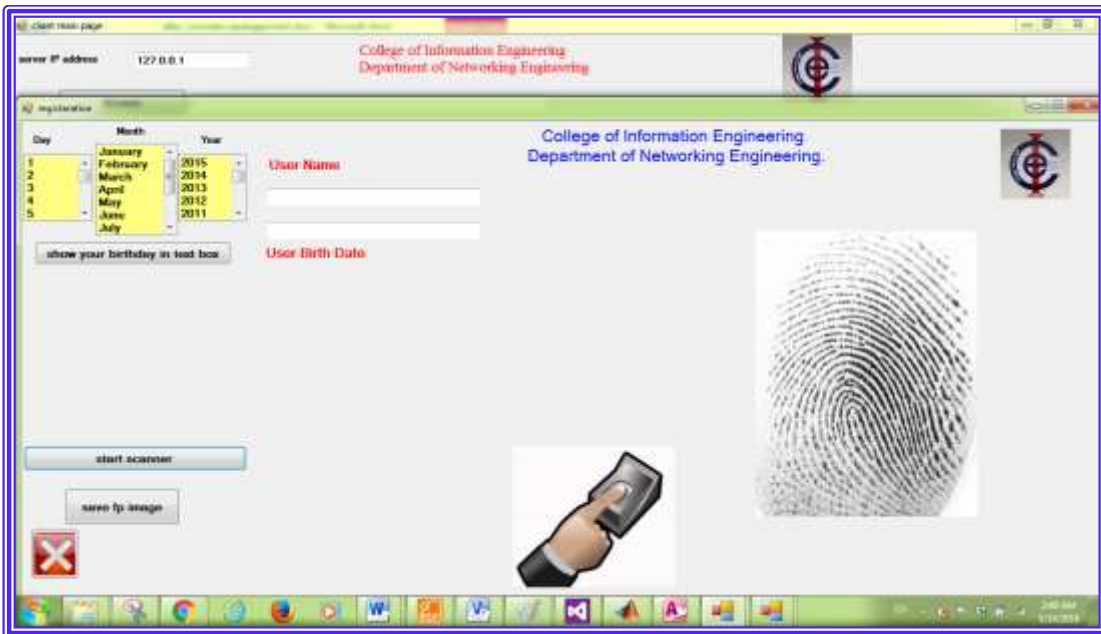 client main page
server IP address
127.0.0.1
College of Information Engineering
Department of Networking Engineering
registration
Day
Month
Year
1
2
3
4
5
January
February
March
April
May
June
July
2015
2014
2013
2012
2011
User Name
College of Information Engineering
Department of Networking Engineering.
show your birthday in text box
User Birth Date
start scanner
save fp image